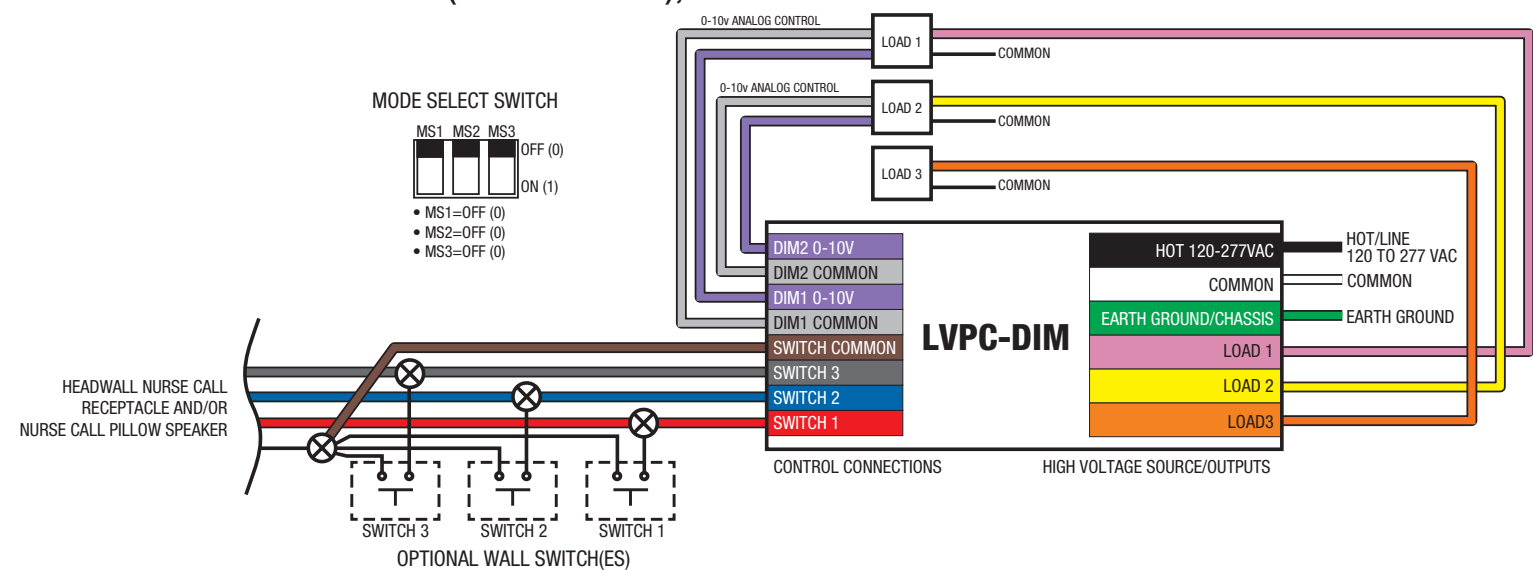 0-10v ANALOG CONTROL
LOAD 1
COMMON
0-10v ANALOG CONTROL
LOAD 2
COMMON
LOAD 3
COMMON
MODE SELECT SWITCH
MS1 MS2 MS3
OFF (0)
ON (1)
• MS1=OFF (0)
• MS2=OFF (0)
• MS3=OFF (0)
DIM2 0-10V
DIM2 COMMON
DIM1 0-10V
DIM1 COMMON
SWITCH COMMON
SWITCH 3
SWITCH 2
SWITCH 1
LVPC-DIM
HOT 120-277VAC
COMMON
EARTH GROUND/CHASSIS
LOAD 1
LOAD 2
LOAD3
HOT/LINE
120 TO 277 VAC
COMMON
EARTH GROUND
CONTROL CONNECTIONS
HIGH VOLTAGE SOURCE/OUTPUTS
HEADWALL NURSE CALL
RECEPTACLE AND/OR
NURSE CALL PILLOW SPEAKER
SWITCH 3
SWITCH 2
SWITCH 1
OPTIONAL WALL SWITCH(ES)